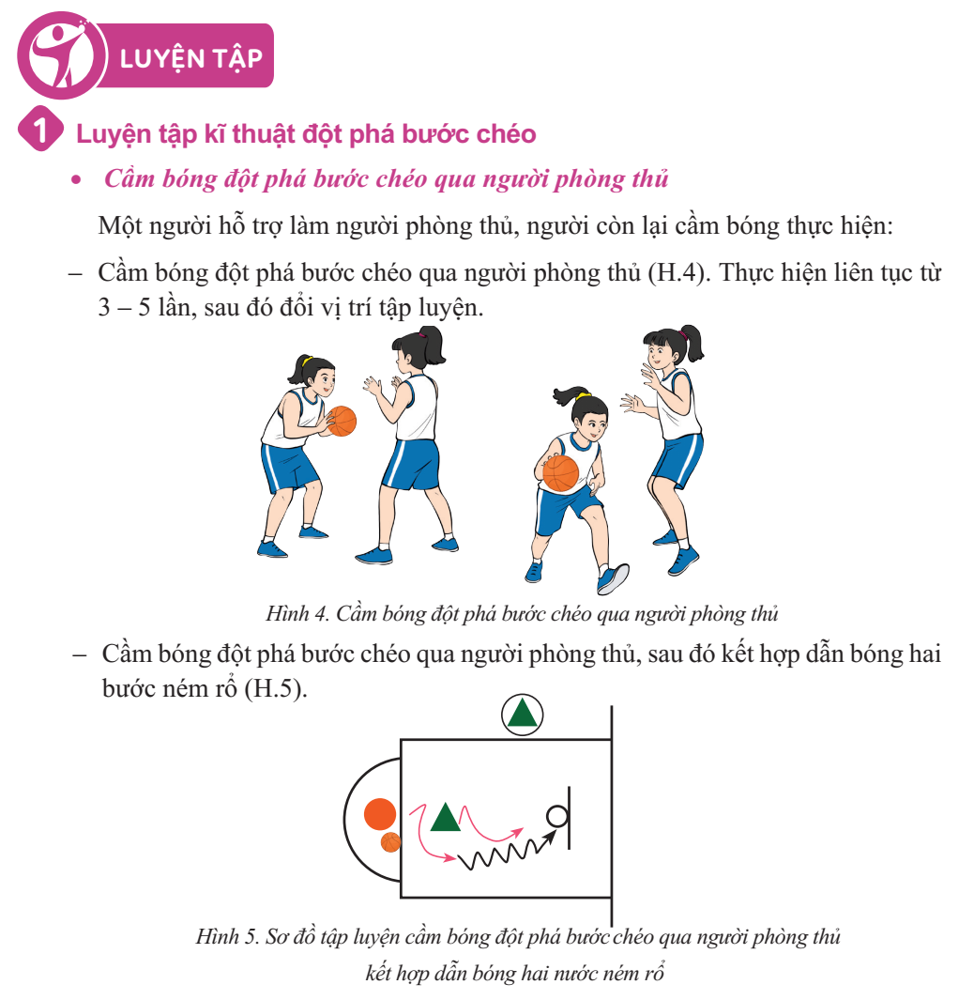 LUYỆN TẬP
1 Luyện tập kĩ thuật đột phá bước chéo
• Cầm bóng đột phá bước chéo qua người phòng thủ
Một người hỗ trợ làm người phòng thủ, người còn lại cầm bóng thực hiện:
– Cầm bóng đột phá bước chéo qua người phòng thủ (H.4). Thực hiện liên tục từ
3 – 5 lần, sau đó đổi vị trí tập luyện.
Hình 4. Cầm bóng đột phá bước chéo qua người phòng thủ
– Cầm bóng đột phá bước chéo qua người phòng thủ, sau đó kết hợp dẫn bóng hai
bước ném rổ (H.5).
Hình 5. Sơ đồ tập luyện cầm bóng đột phá bước chéo qua người phòng thủ
kết hợp dẫn bóng hai nước ném rổ